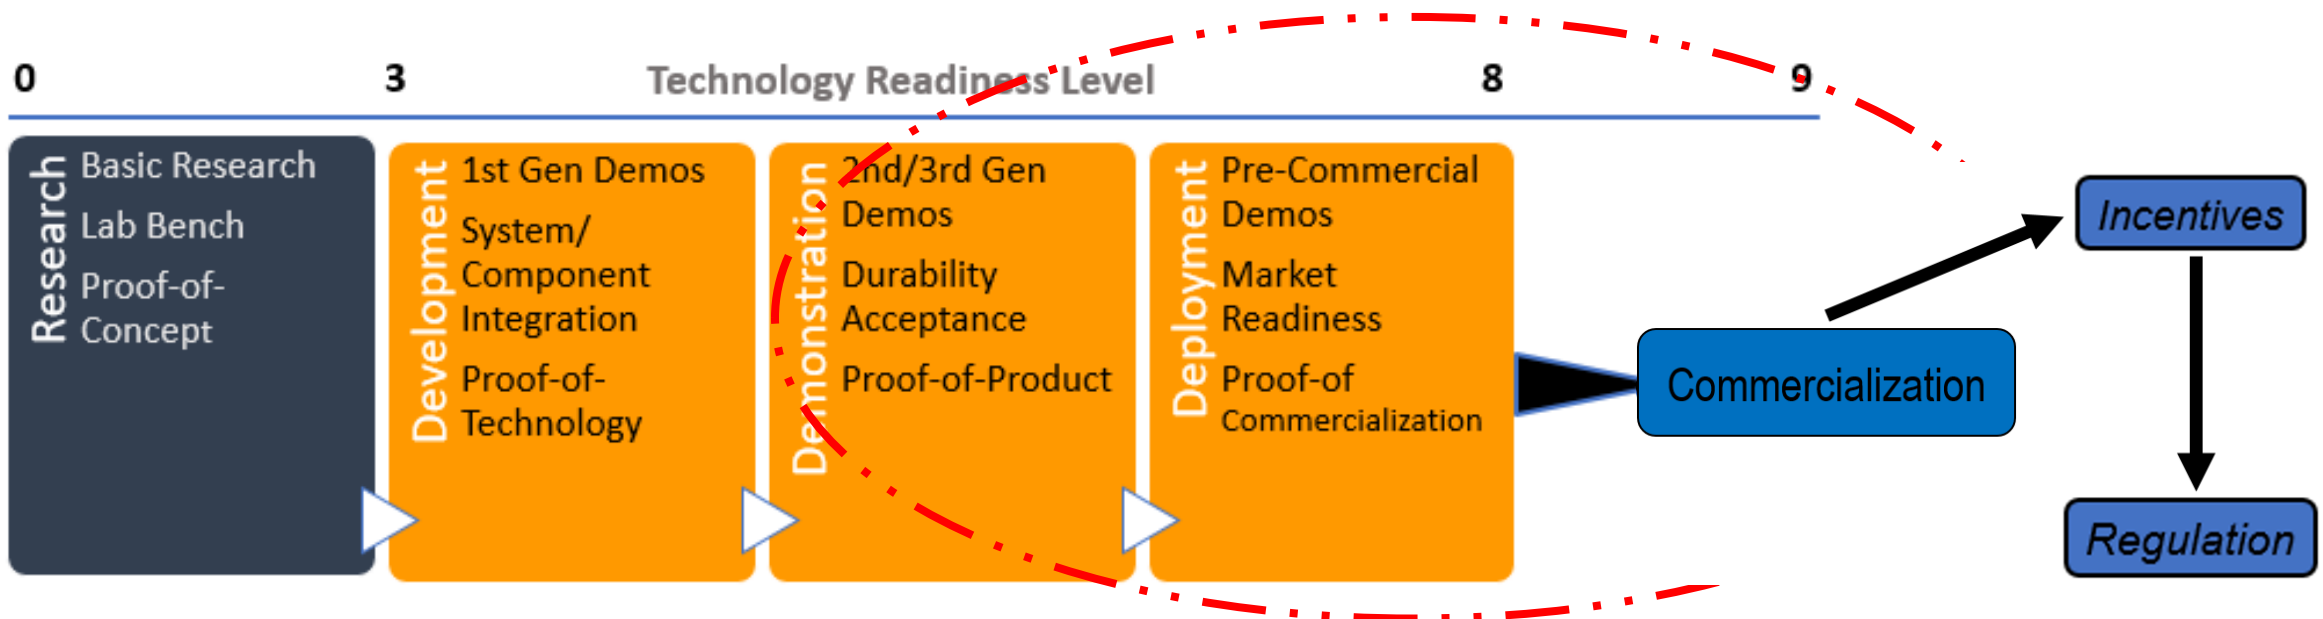 0 3 Technology Readiness Level 8 9
Research
Basic Research
Lab Bench
Proof-of-
Concept
Development
1st Gen Demos
System/
Component
Integration
Proof-of-
Technology
Demonstration
2nd/3rd Gen
Demos
Durability
Acceptance
Proof-of-Product
Deployment
Pre-Commercial
Demos
Market
Readiness
Proof-of
Commercialization
Commercialization
Incentives
Regulation